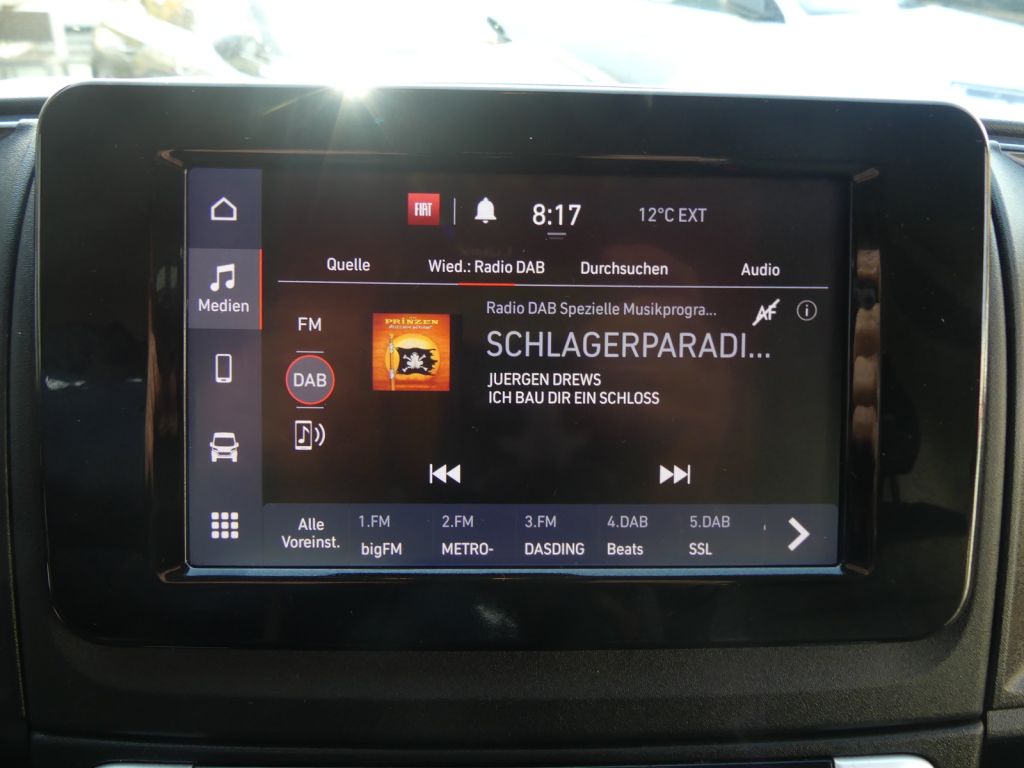 FIAT 8:17 12°C EXT
Quelle Wied.: Radio DAB Durchsuchen Audio
Medien
FM
DAB
PRINZEN
Radio DAB Spezielle Musikprogra...
AF
i
SCHLAGERPARADI...
JUERGEN DREWS
ICH BAU DIR EIN SCHLOSS
Alle Voreinst.
1.FM
bigFM
2.FM
METRO-
3.FM
DASDING
4.DAB
Beats
5.DAB
SSL